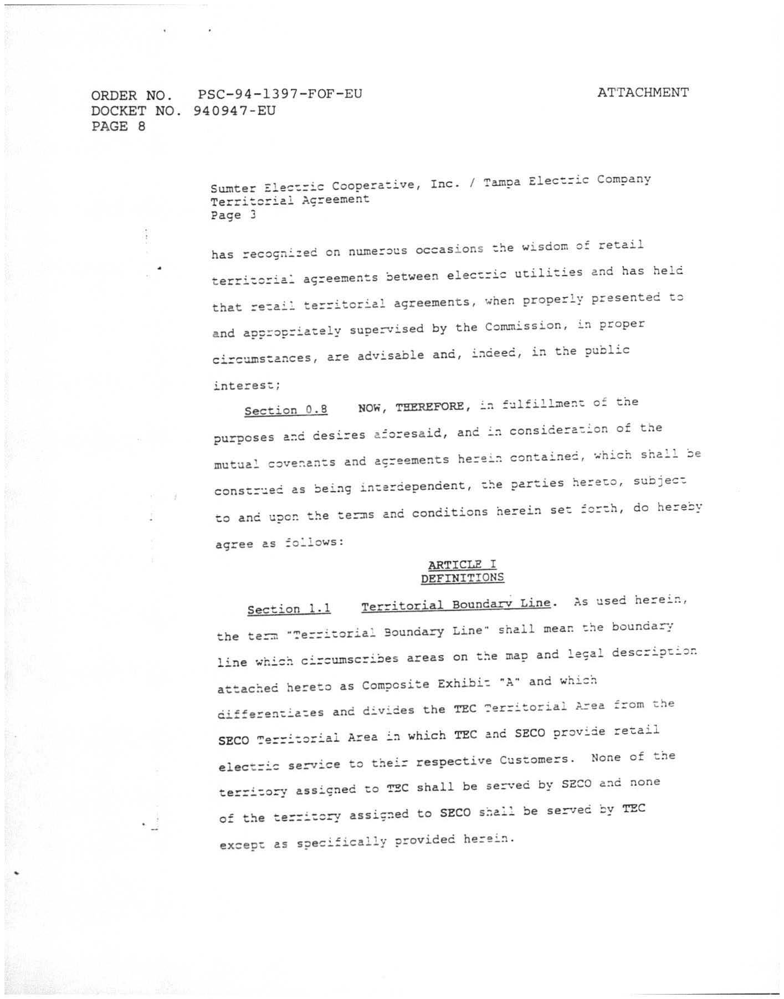 ORDER NO. PSC-94-1397-FOF-EU
ATTACHMENT
DOCKET NO. 940947-EU
PAGE 8
Sumter Electric Cooperative, Inc. / Tampa Electric Company
Territorial Agreement
Page 3
has recognized on numerous occasions the wisdom of retail
territorial agreements between electric utilities and has held
that retail territorial agreements, when properly presented to
and appropriately supervised by the Commission, in proper
circumstances, are advisable and, indeed, in the public
interest;
Section 0.8 NOW, THEREFORE, in fulfillment of the
purposes and desires aforesaid, and in consideration of the
mutual covenants and agreements herein contained, which shall be
construed as being interdependent, the parties hereto, subject
to and upon the terms and conditions herein set forth, do hereby
agree as follows:
ARTICLE I
DEFINITIONS
Section 1.1 Territorial Boundary Line. As used herein,
the term "Territorial Boundary Line" shall mean the boundary
line which circumscribes areas on the map and legal description
attached hereto as Composite Exhibit "A" and which
differentiates and divides the TEC Territorial Area from the
SECO Territorial Area in which TEC and SECO provide retail
electric service to their respective Customers. None of the
territory assigned to TEC shall be served by SECO and none
of the territory assigned to SECO shall be served by TEC
except as specifically provided herein.